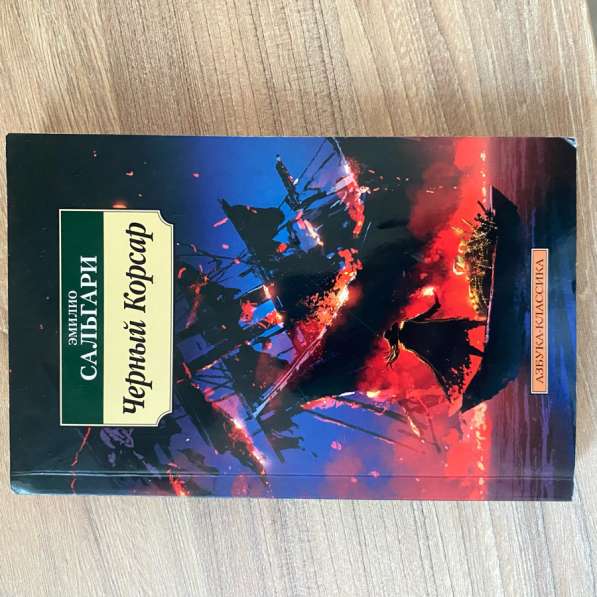 ЭМИЛИО
САЛЬГАРИ
Черный Корсар
АЗБУКА-КЛАССИКА